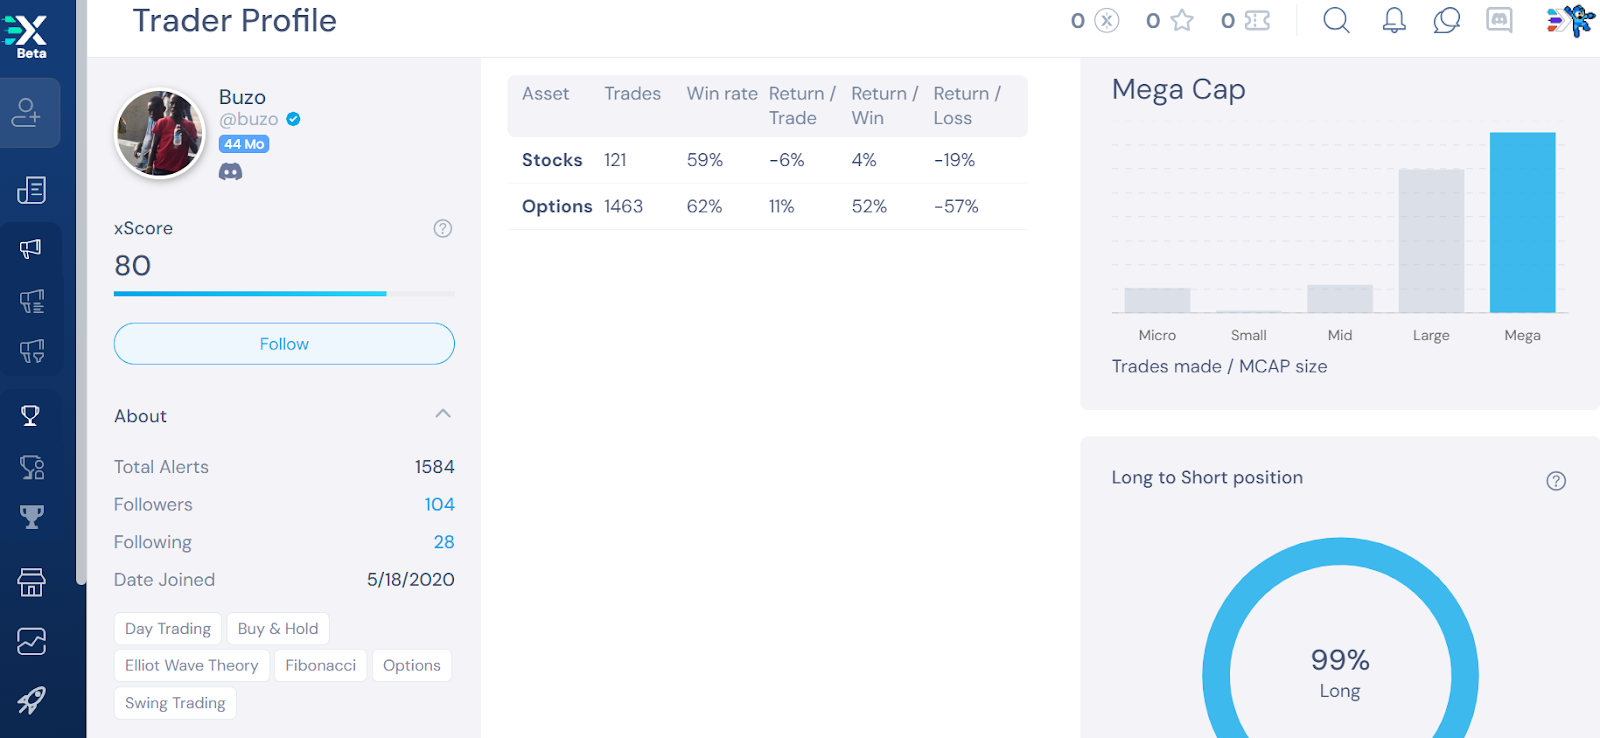 Trader Profile
0 0 0
X
Beta
Buzo
@buzo
44 Mo
xScore ?
80
Follow
About
Total Alerts 1584
Followers 104
Following 28
Date Joined 5/18/2020
Day Trading Buy & Hold
Elliot Wave Theory Fibonacci Options
Swing Trading
Asset Trades Win rate Return / Return / Return /
Trade Win Loss
Stocks 121 59% -6% 4% -19%
Options 1463 62% 11% 52% -57%
Mega Cap
Micro Small Mid Large Mega
Trades made / MCAP size
Long to Short position ?
99%
Long